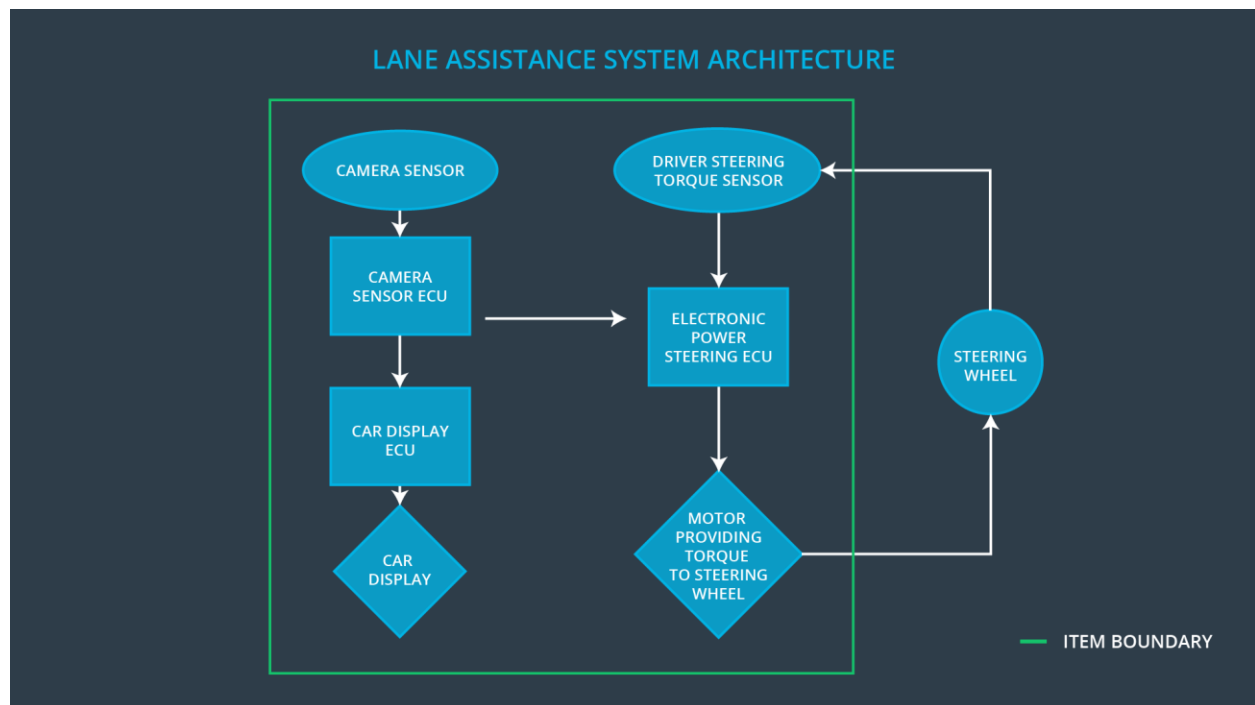 LANE ASSISTANCE SYSTEM ARCHITECTURE
CAMERA SENSOR
DRIVER STEERING
TORQUE SENSOR
CAMERA
SENSOR ECU
ELECTRONIC
POWER
STEERING ECU
STEERING
WHEEL
CAR DISPLAY
ECU
MOTOR
PROVIDING
TORQUE
TO STEERING
WHEEL
CAR
DISPLAY
ITEM BOUNDARY